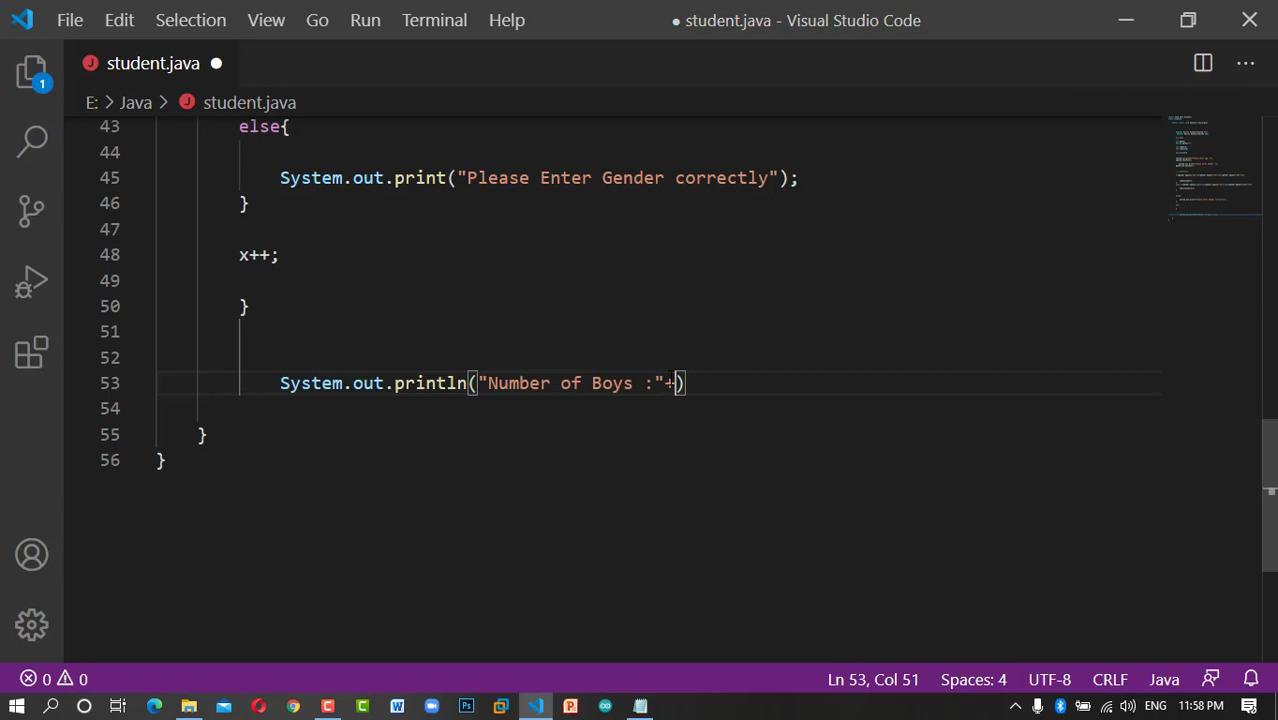 File Edit Selection View Go Run Terminal Help ● student.java - Visual Studio Code
student.java
E: > Java > student.java
43 else{
44
45 System.out.print("Please Enter Gender correctly");
46 }
47
48 x++;
49
50 }
51
52
53 System.out.println("Number of Boys :"+)
54
55 }
56 }
1
0 0 Ln 53, Col 51 Spaces: 4 UTF-8 CRLF Java
11:58 PM ENG